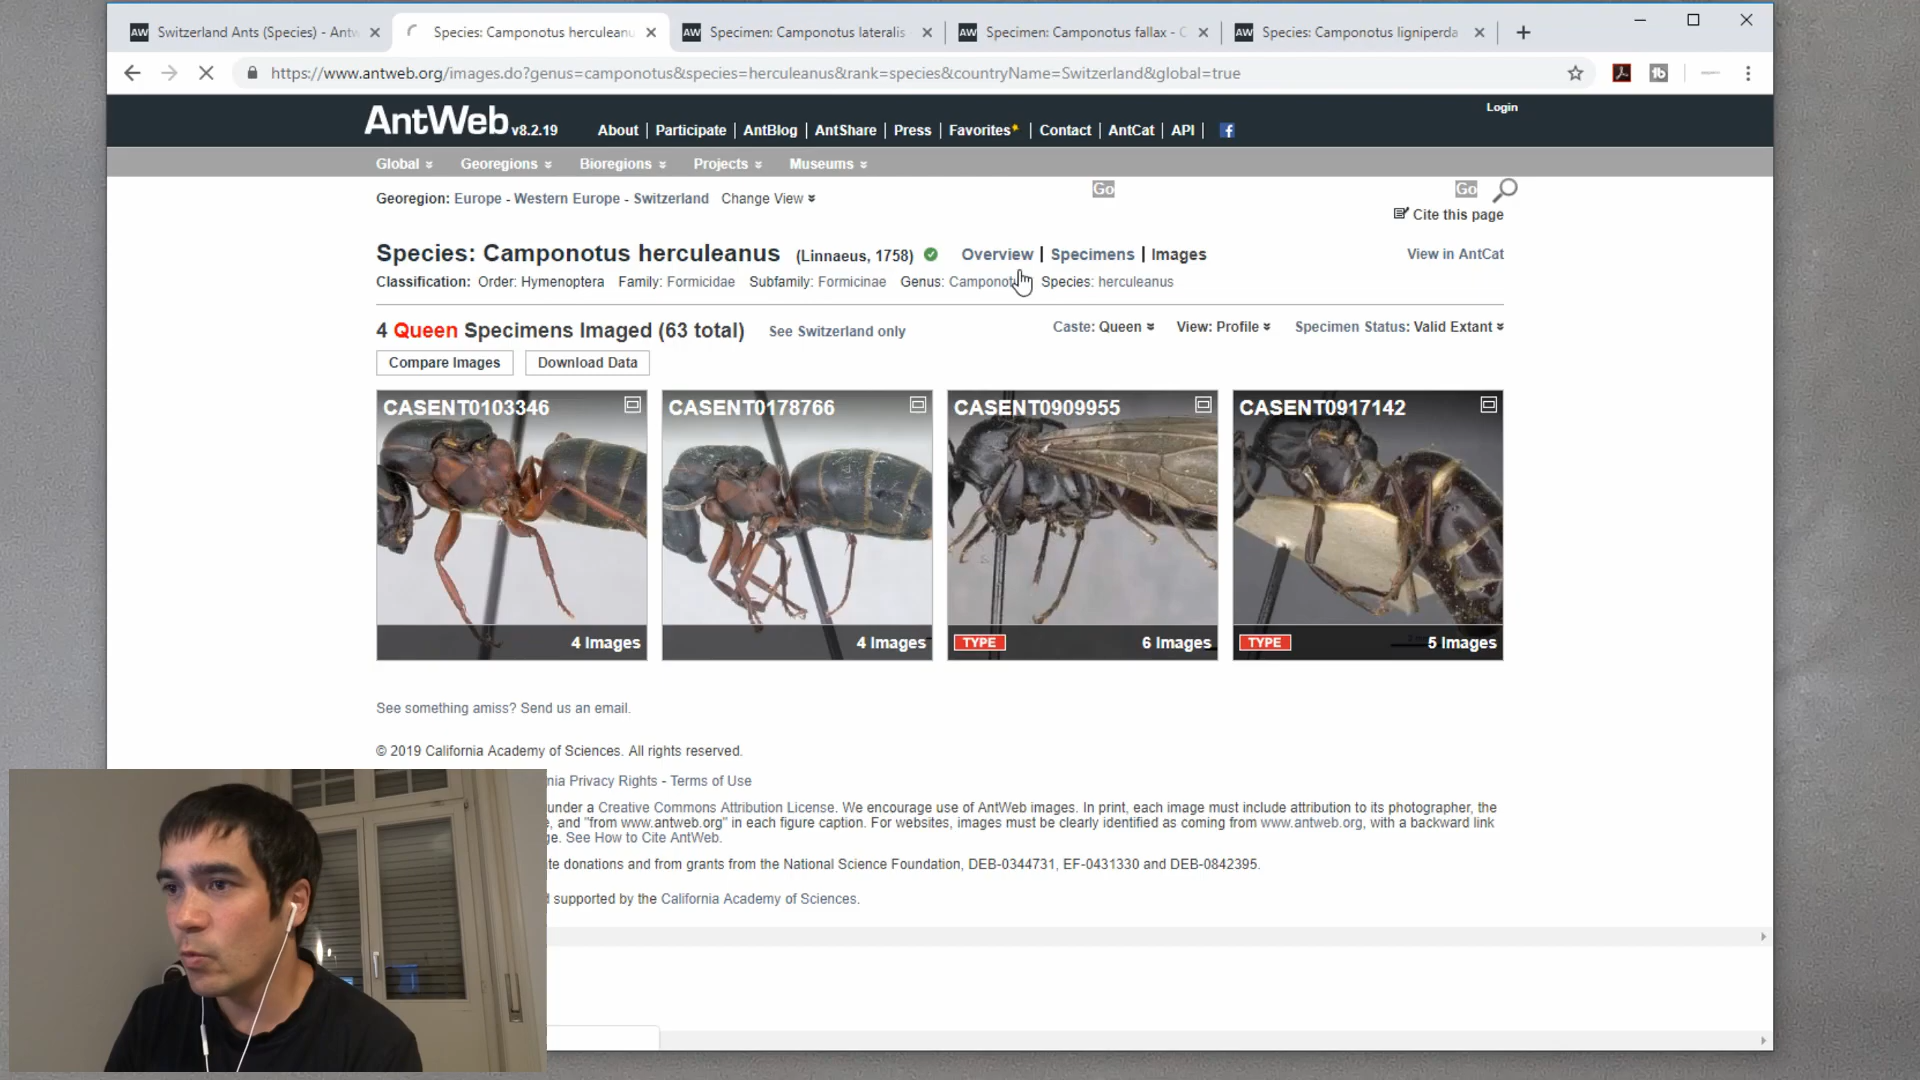 Switzerland Ants (Species) - Antw
Species: Camponotus herculeanu
Specimen: Camponotus lateralis
Specimen: Camponotus fallax - C
Species: Camponotus ligniperda
https://www.antweb.org/images.do?genus=camponotus&species=herculeanus&rank=species&countryName=Switzerland&global=true
Login
AntWeb v8.2.19
About | Participate | AntBlog | AntShare | Press | Favorites | Contact | AntCat | API |
Global Georegions Bioregions Projects Museums
Georegion: Europe - Western Europe - Switzerland Change View
Go
Go
Cite this page
Species: Camponotus herculeanus (Linnaeus, 1758) Overview | Specimens | Images
View in AntCat
Classification: Order: Hymenoptera Family: Formicidae Subfamily: Formicinae Genus: Camponotu Species: herculeanus
4 Queen Specimens Imaged (63 total) See Switzerland only
Caste: Queen View: Profile Specimen Status: Valid Extant
Compare Images Download Data
CASENT0103346
4 Images
CASENT0178766
4 Images
CASENT0909955
TYPE 6 Images
CASENT0917142
TYPE 5 Images
See something amiss? Send us an email.
© 2019 California Academy of Sciences. All rights reserved.
nia Privacy Rights - Terms of Use
under a Creative Commons Attribution License. We encourage use of AntWeb images. In print, each image must include attribution to its photographer, the
, and "from www.antweb.org" in each figure caption. For websites, images must be clearly identified as coming from www.antweb.org, with a backward link
ge. See How to Cite AntWeb.
te donations and from grants from the National Science Foundation, DEB-0344731, EF-0431330 and DEB-0842395.
d supported by the California Academy of Sciences.